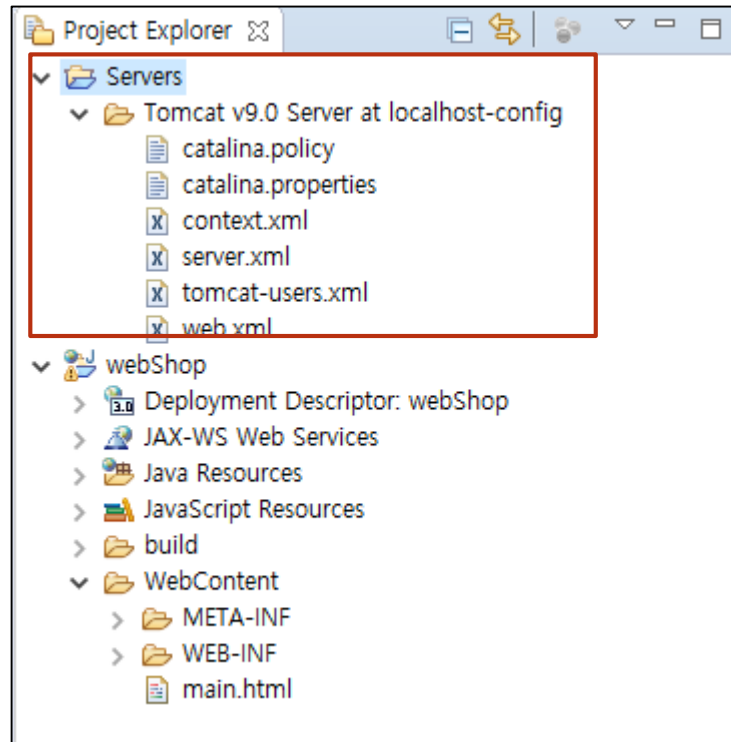 Project Explorer
Servers
Tomcat v9.0 Server at localhost-config
catalina.policy
catalina.properties
context.xml
server.xml
tomcat-users.xml
web.xml
webShop
Deployment Descriptor: webShop
JAX-WS Web Services
Java Resources
JavaScript Resources
build
WebContent
META-INF
WEB-INF
main.html